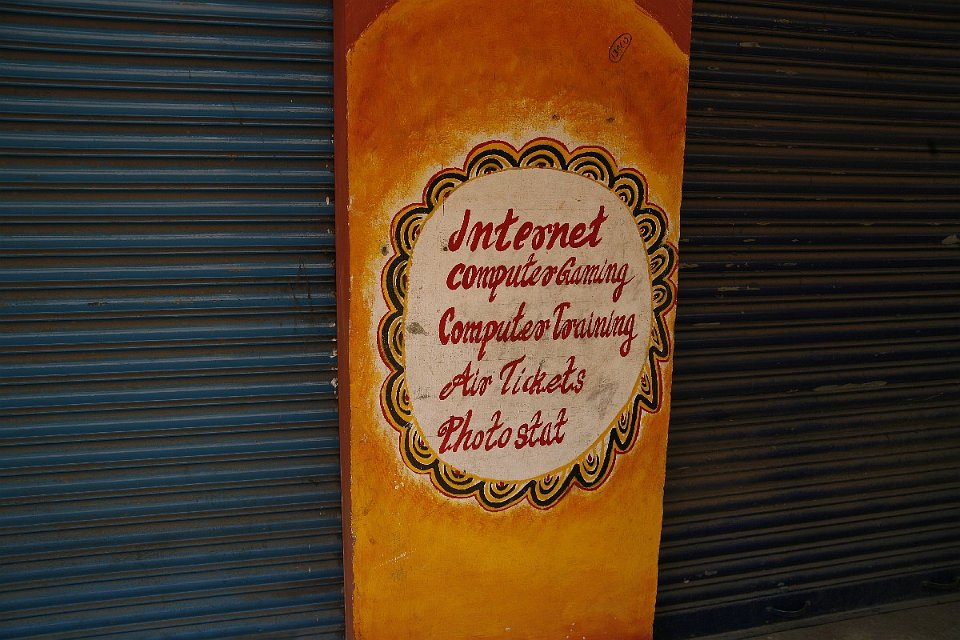 Internet
Computer Gaming
Computer Training
Air Tickets
Photo stat